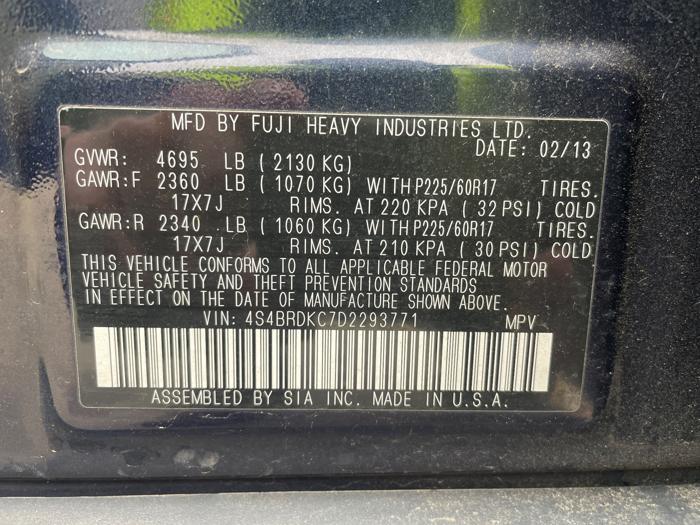 MFD BY FUJI HEAVY INDUSTRIES LTD.
DATE: 02/13
GVWR: 4695 LB ( 2130 KG)
GAWR:F 2360 LB ( 1070 KG) WITH P225/60R17 TIRES.
17X7J RIMS. AT 220 KPA ( 32 PSI) COLD
GAWR:R 2340 LB ( 1060 KG) WITH P225/60R17 TIRES.
17X7J RIMS. AT 210 KPA ( 30 PSI) COLD
THIS VEHICLE CONFORMS TO ALL APPLICABLE FEDERAL MOTOR
VEHICLE SAFETY AND THEFT PREVENTION STANDARDS
IN EFFECT ON THE DATE OF MANUFACTURE SHOWN ABOVE.
VIN: 4S4BRDKC7D2293771 MPV
ASSEMBLED BY SIA INC. MADE IN U.S.A.